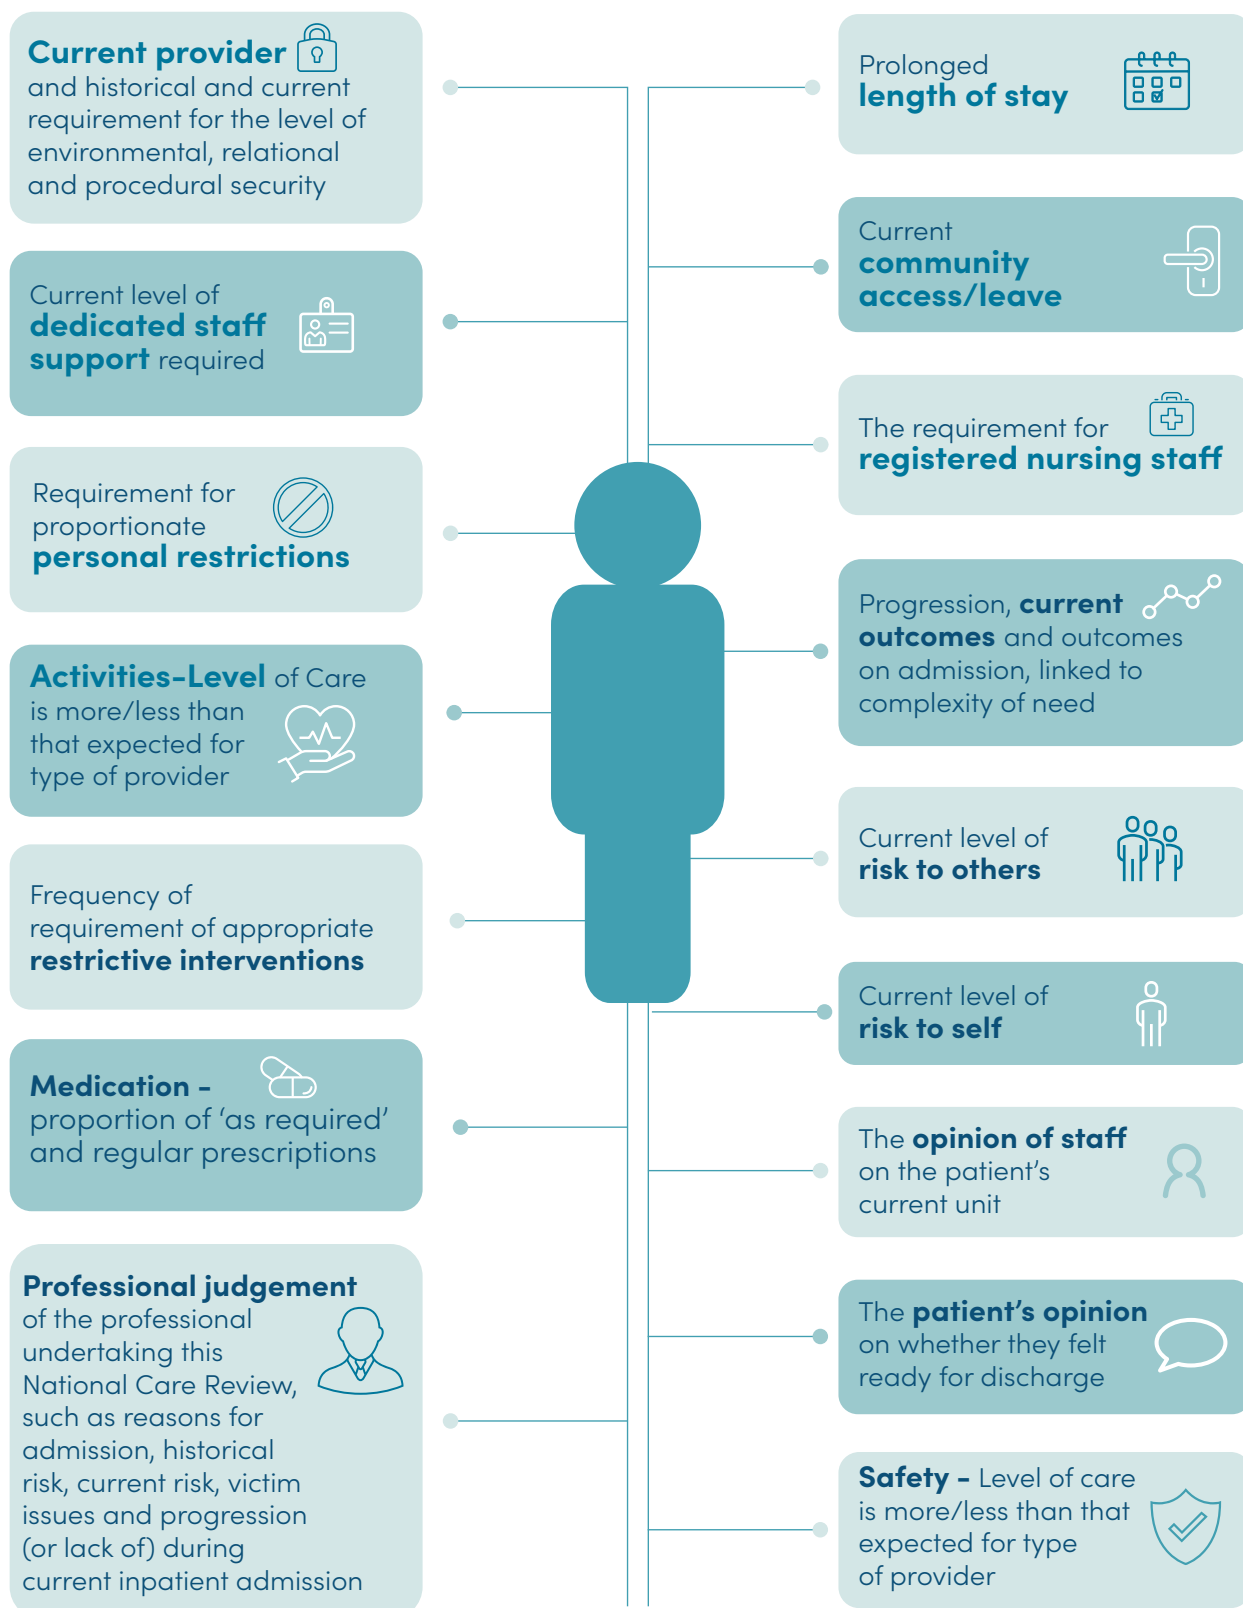 Current provider
and historical and current
requirement for the level of
environmental, relational
and procedural security
Current level of
dedicated staff
support required
Requirement for
proportionate
personal restrictions
Activities-Level of Care
is more/less than
that expected for
type of provider
Frequency of
requirement of appropriate
restrictive interventions
Medication -
proportion of ‘as required’
and regular prescriptions
Professional judgement
of the professional
undertaking this
National Care Review,
such as reasons for
admission, historical
risk, current risk, victim
issues and progression
(or lack of) during
current inpatient admission
Prolonged
length of stay
Current
community
access/leave
The requirement for
registered nursing staff
Progression, current
outcomes and outcomes
on admission, linked to
complexity of need
Current level of
risk to others
Current level of
risk to self
The opinion of staff
on the patient’s
current unit
The patient’s opinion
on whether they felt
ready for discharge
Safety - Level of care
is more/less than that
expected for type
of provider